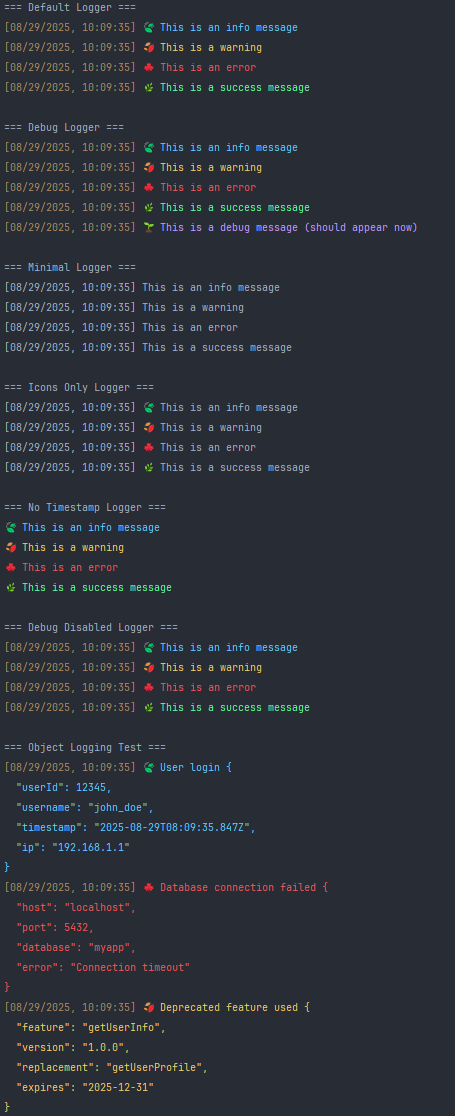 === Default Logger ===
[08/29/2025, 10:09:35] This is an info message
[08/29/2025, 10:09:35] This is a warning
[08/29/2025, 10:09:35] This is an error
[08/29/2025, 10:09:35] This is a success message
=== Debug Logger ===
[08/29/2025, 10:09:35] This is an info message
[08/29/2025, 10:09:35] This is a warning
[08/29/2025, 10:09:35] This is an error
[08/29/2025, 10:09:35] This is a success message
[08/29/2025, 10:09:35] This is a debug message (should appear now)
=== Minimal Logger ===
[08/29/2025, 10:09:35] This is an info message
[08/29/2025, 10:09:35] This is a warning
[08/29/2025, 10:09:35] This is an error
[08/29/2025, 10:09:35] This is a success message
=== Icons Only Logger ===
[08/29/2025, 10:09:35] This is an info message
[08/29/2025, 10:09:35] This is a warning
[08/29/2025, 10:09:35] This is an error
[08/29/2025, 10:09:35] This is a success message
=== No Timestamp Logger ===
This is an info message
This is a warning
This is an error
This is a success message
=== Debug Disabled Logger ===
[08/29/2025, 10:09:35] This is an info message
[08/29/2025, 10:09:35] This is a warning
[08/29/2025, 10:09:35] This is an error
[08/29/2025, 10:09:35] This is a success message
=== Object Logging Test ===
[08/29/2025, 10:09:35] User login {
"userId": 12345,
"username": "john_doe",
"timestamp": "2025-08-29T08:09:35.847Z",
"ip": "192.168.1.1"
}
[08/29/2025, 10:09:35] Database connection failed {
"host": "localhost",
"port": 5432,
"database": "myapp",
"error": "Connection timeout"
}
[08/29/2025, 10:09:35] Deprecated feature used {
"feature": "getUserInfo",
"version": "1.0.0",
"replacement": "getUserProfile",
"expires": "2025-12-31"
}